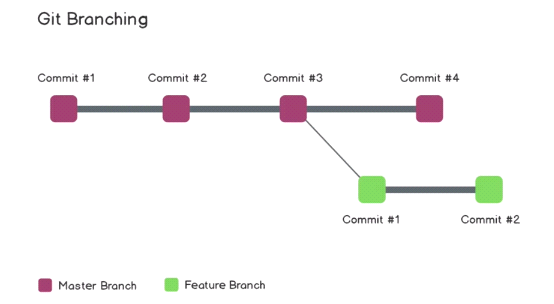 Git Branching
Commit #1
Commit #2
Commit #3
Commit #4
Commit #1
Commit #2
Master Branch
Feature Branch